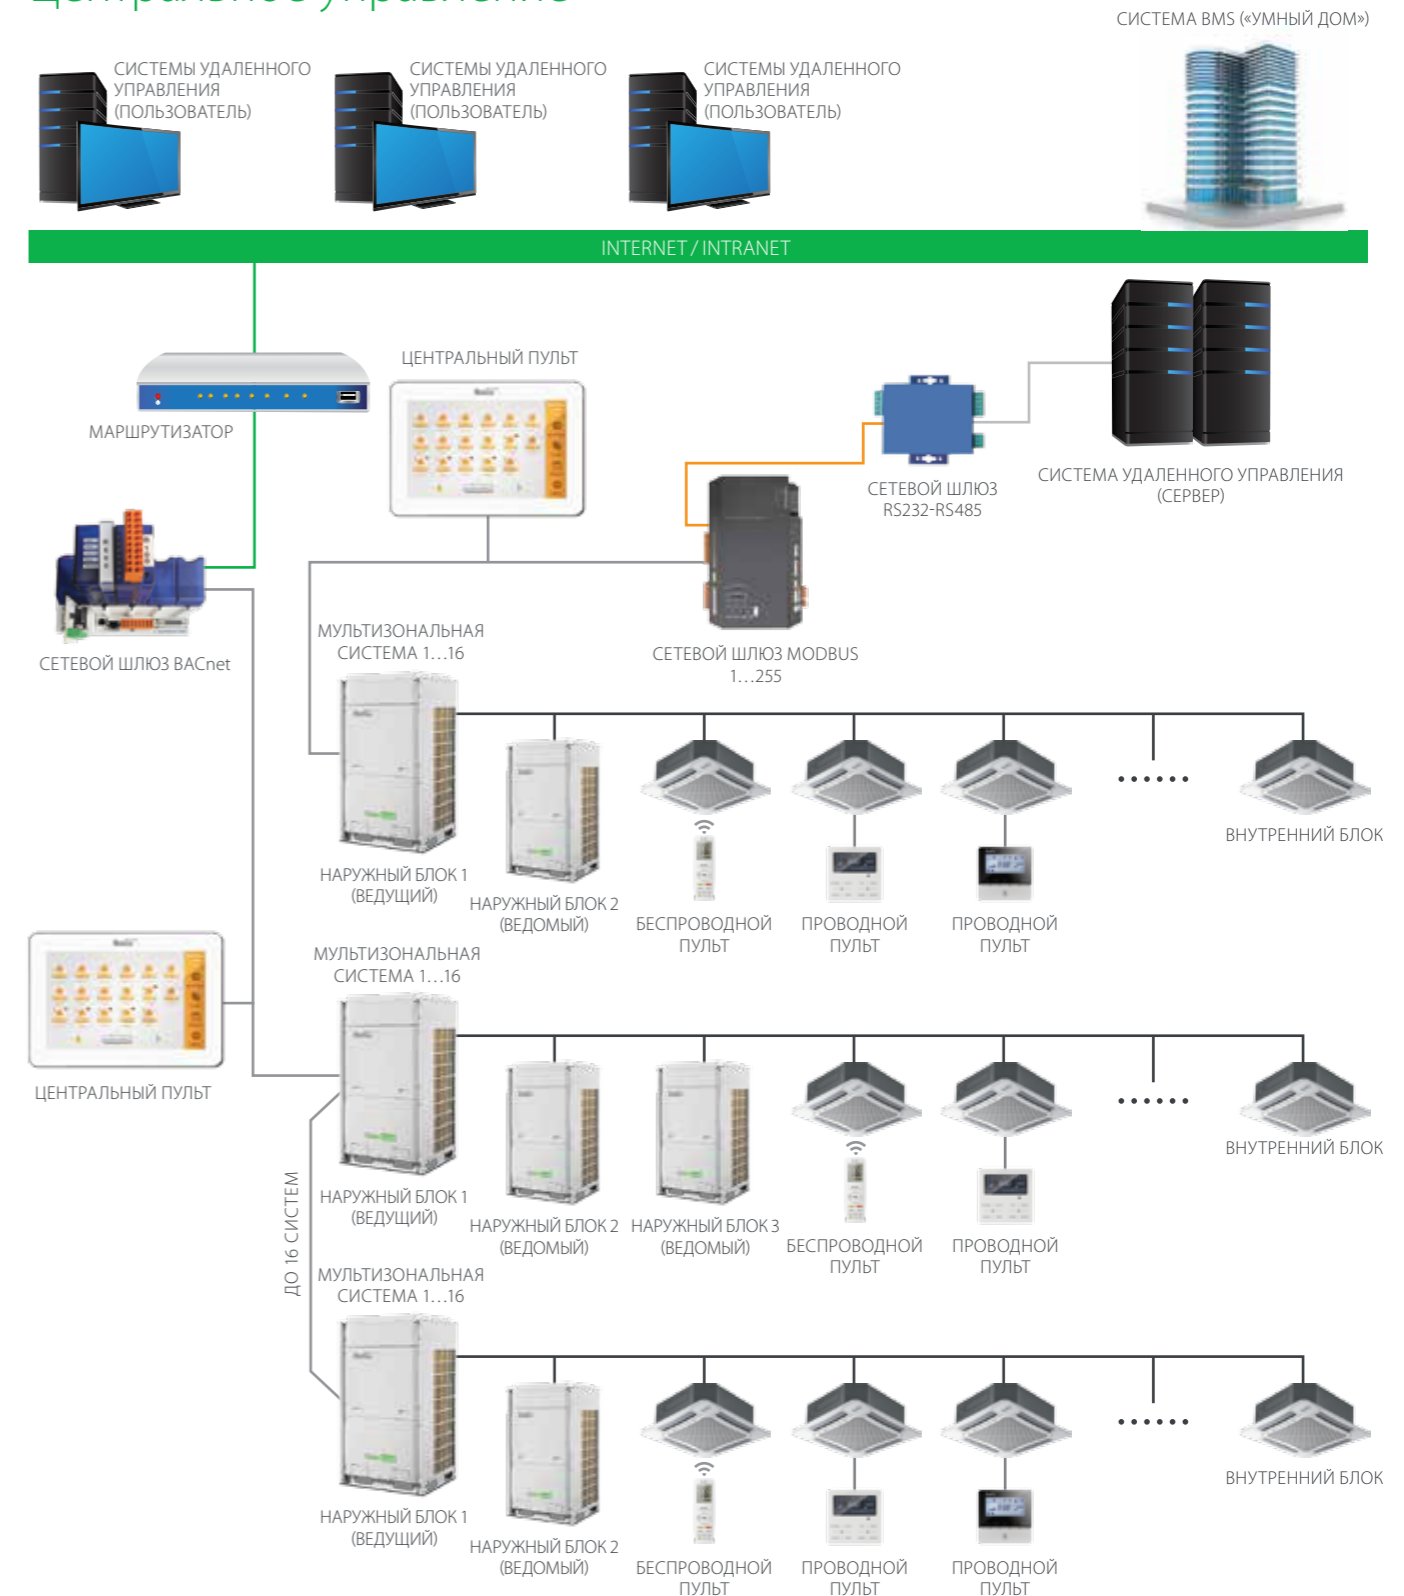 Центральное управление
СИСТЕМА BMS («УМНЫЙ ДОМ»)
СИСТЕМЫ УДАЛЕННОГО
УПРАВЛЕНИЯ
(ПОЛЬЗОВАТЕЛЬ)
СИСТЕМЫ УДАЛЕННОГО
УПРАВЛЕНИЯ
(ПОЛЬЗОВАТЕЛЬ)
СИСТЕМЫ УДАЛЕННОГО
УПРАВЛЕНИЯ
(ПОЛЬЗОВАТЕЛЬ)
INTERNET / INTRANET
ЦЕНТРАЛЬНЫЙ ПУЛЬТ
МАРШРУТИЗАТОР
СЕТЕВОЙ ШЛЮЗ
RS232-RS485
СИСТЕМА УДАЛЕННОГО УПРАВЛЕНИЯ
(СЕРВЕР)
СЕТЕВОЙ ШЛЮЗ BACnet
МУЛЬТИЗОНАЛЬНАЯ
СИСТЕМА 1…16
СЕТЕВОЙ ШЛЮЗ MODBUS
1…255
ВНУТРЕННИЙ БЛОК
НАРУЖНЫЙ БЛОК 1
(ВЕДУЩИЙ)
НАРУЖНЫЙ БЛОК 2
(ВЕДОМЫЙ)
БЕСПРОВОДНОЙ
ПУЛЬТ
ПРОВОДНОЙ
ПУЛЬТ
ПРОВОДНОЙ
ПУЛЬТ
МУЛЬТИЗОНАЛЬНАЯ
СИСТЕМА 1…16
ЦЕНТРАЛЬНЫЙ ПУЛЬТ
ВНУТРЕННИЙ БЛОК
НАРУЖНЫЙ БЛОК 1
(ВЕДУЩИЙ)
НАРУЖНЫЙ БЛОК 2
(ВЕДОМЫЙ)
НАРУЖНЫЙ БЛОК 3
(ВЕДОМЫЙ)
БЕСПРОВОДНОЙ
ПУЛЬТ
ПРОВОДНОЙ
ПУЛЬТ
ДО 16 СИСТЕМ
МУЛЬТИЗОНАЛЬНАЯ
СИСТЕМА 1…16
ВНУТРЕННИЙ БЛОК
НАРУЖНЫЙ БЛОК 1
(ВЕДУЩИЙ)
НАРУЖНЫЙ БЛОК 2
(ВЕДОМЫЙ)
БЕСПРОВОДНОЙ
ПУЛЬТ
ПРОВОДНОЙ
ПУЛЬТ
ПРОВОДНОЙ
ПУЛЬТ